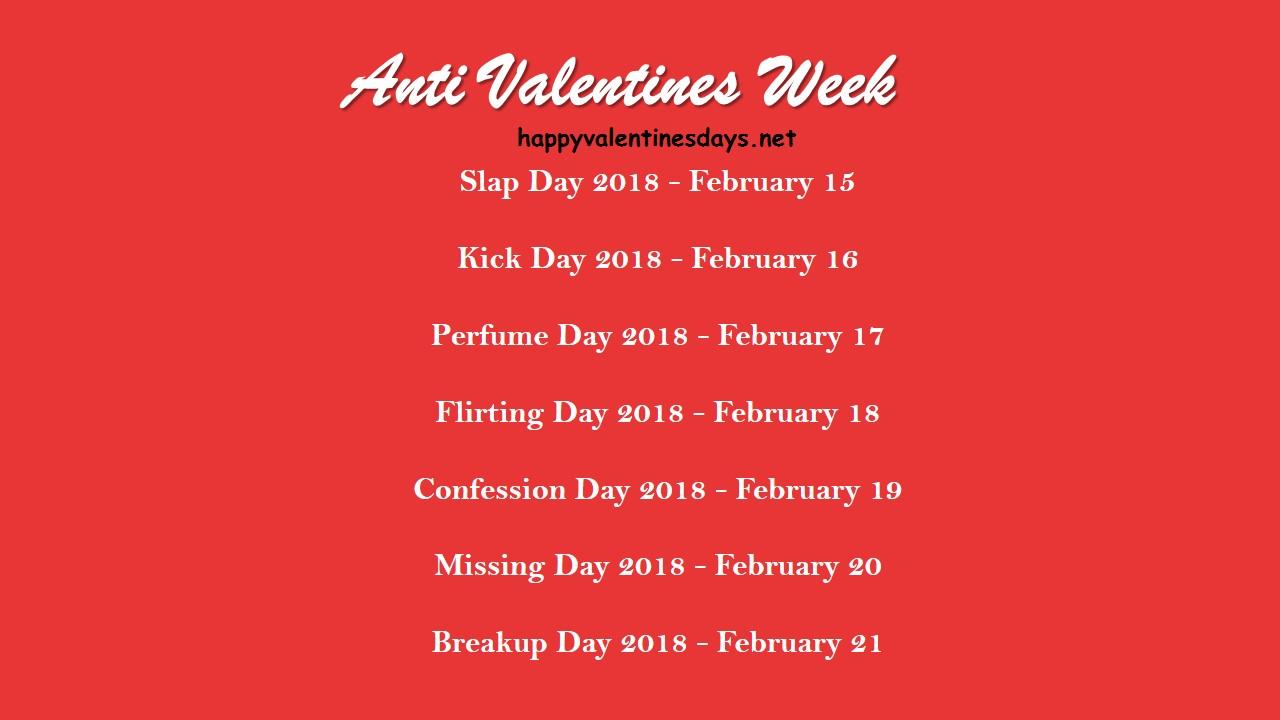 Anti Valentines Week
happyvalentinesdays.net
Slap Day 2018 - February 15
Kick Day 2018 - February 16
Perfume Day 2018 - February 17
Flirting Day 2018 - February 18
Confession Day 2018 - February 19
Missing Day 2018 - February 20
Breakup Day 2018 - February 21